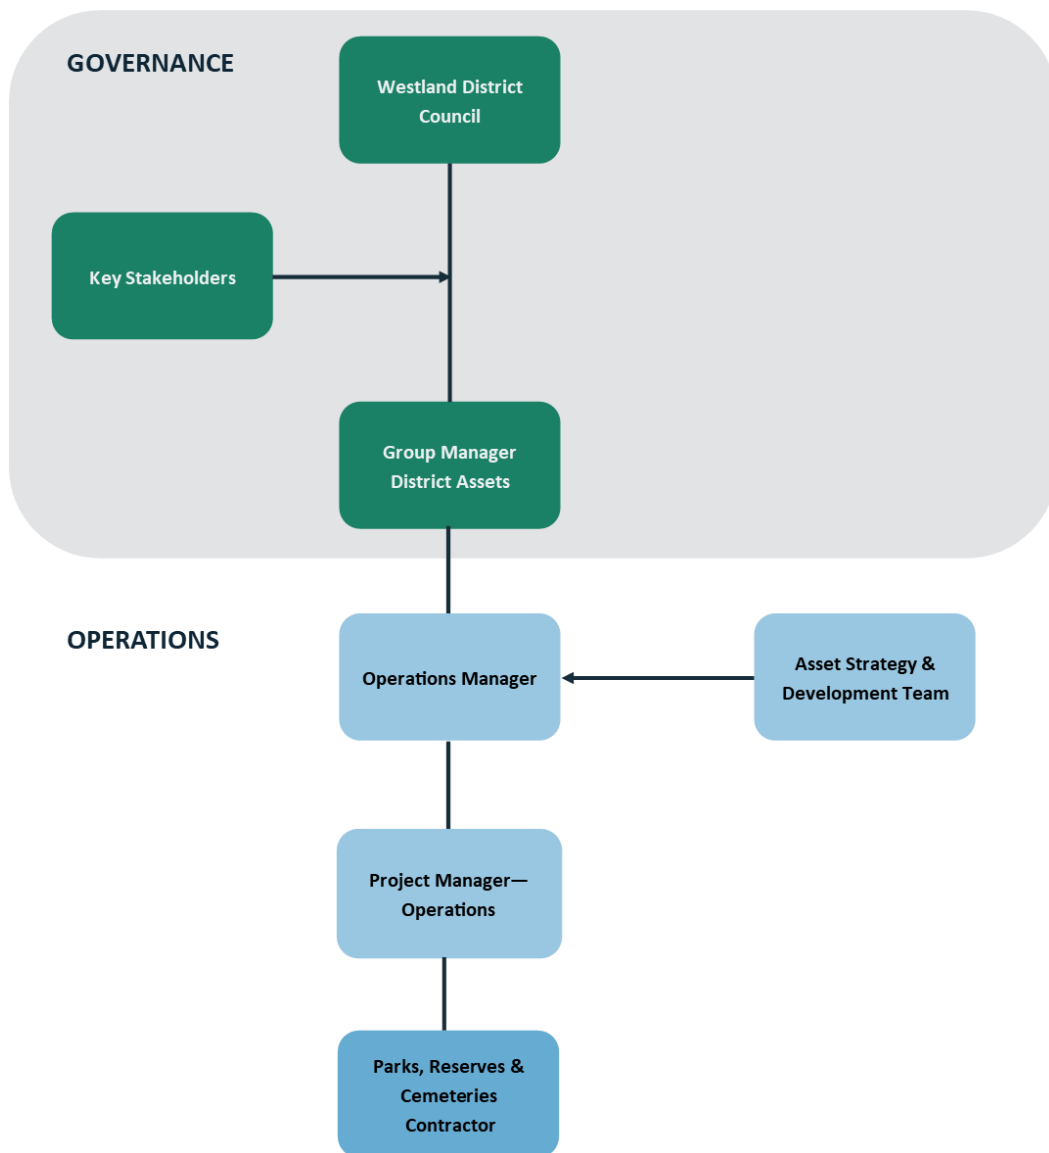 GOVERNANCE
Westland District
Council
Key Stakeholders
Group Manager
District Assets
OPERATIONS
Operations Manager
Asset Strategy &
Development Team
Project Manager—
Operations
Parks, Reserves &
Cemeteries
Contractor